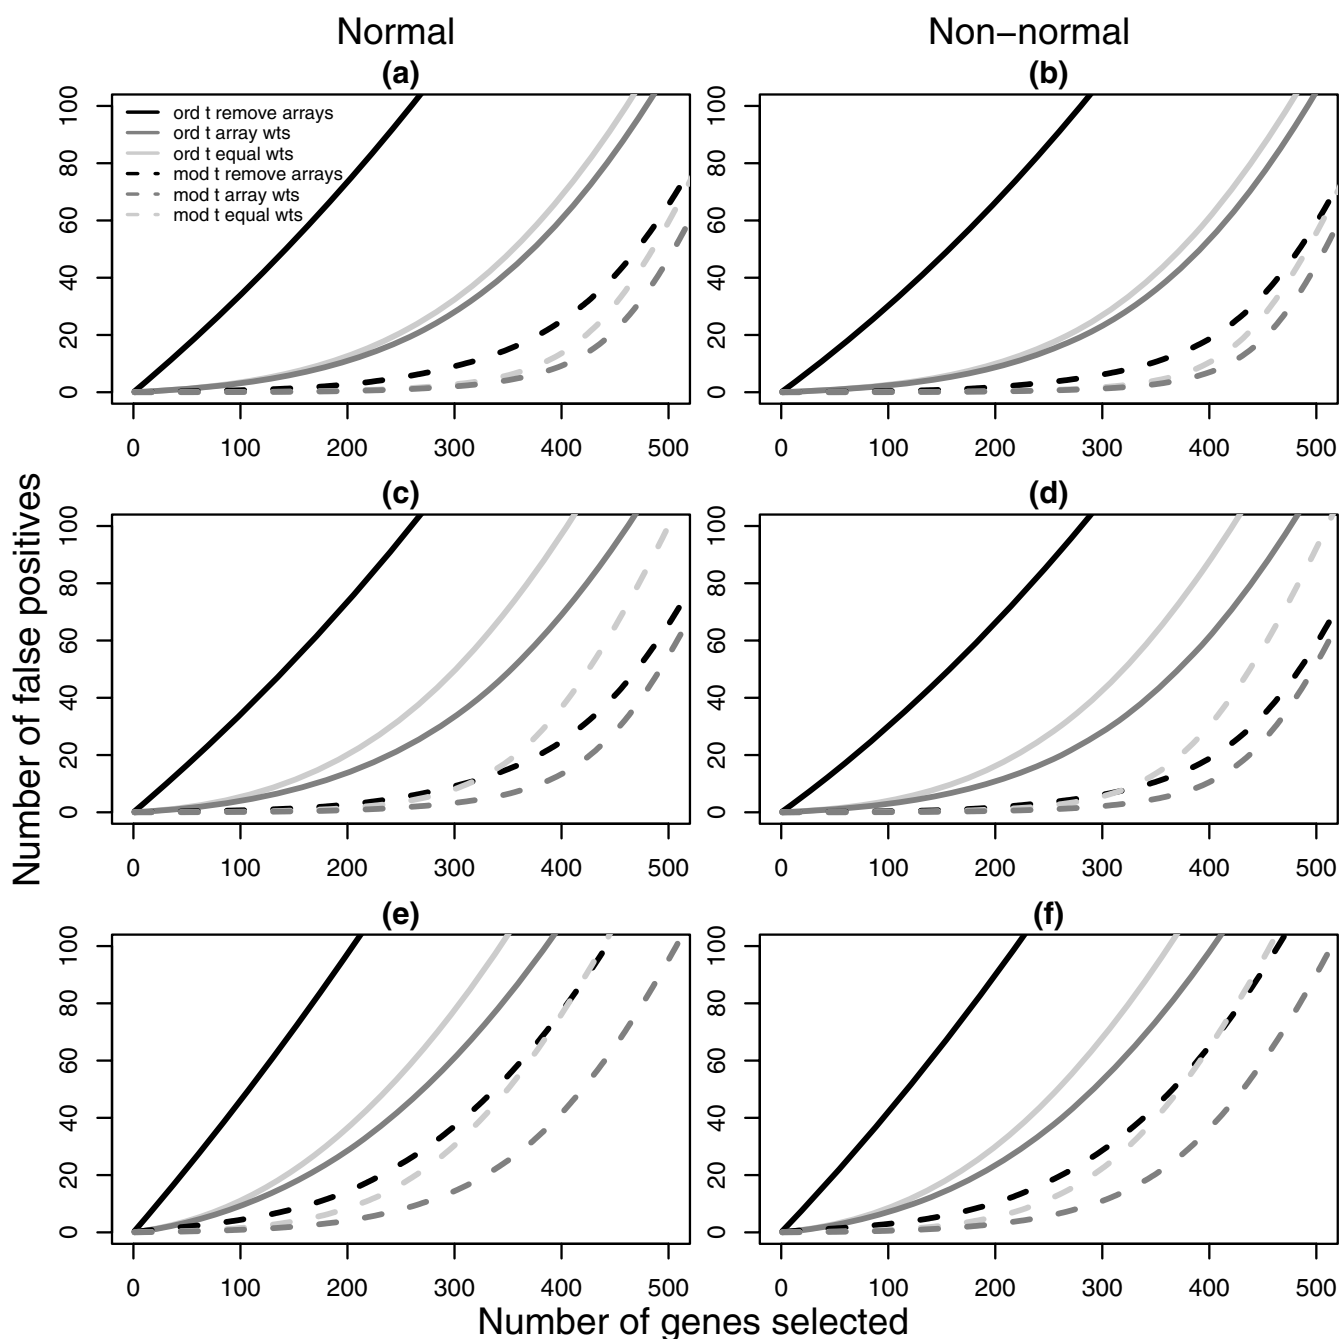 Normal
Non−normal
(a)
(b)
ord t remove arrays
ord t array wts
ord t equal wts
mod t remove arrays
mod t array wts
mod t equal wts
0 20 40 60 80 100
0 100 200 300 400 500
0 20 40 60 80 100
0 100 200 300 400 500
(c)
(d)
Number of false positives
0 20 40 60 80 100
0 100 200 300 400 500
0 20 40 60 80 100
0 100 200 300 400 500
(e)
(f)
0 20 40 60 80 100
0 100 200 300 400 500
0 20 40 60 80 100
0 100 200 300 400 500
Number of genes selected